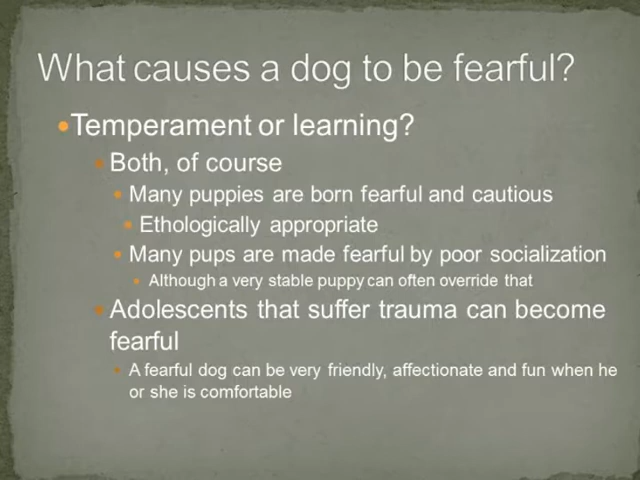 What causes a dog to be fearful?
•Temperament or learning?
• Both, of course
• Many puppies are born fearful and cautious
• Ethologically appropriate
• Many pups are made fearful by poor socialization
• Although a very stable puppy can often override that
• Adolescents that suffer trauma can become
fearful
• A fearful dog can be very friendly, affectionate and fun when he
or she is comfortable